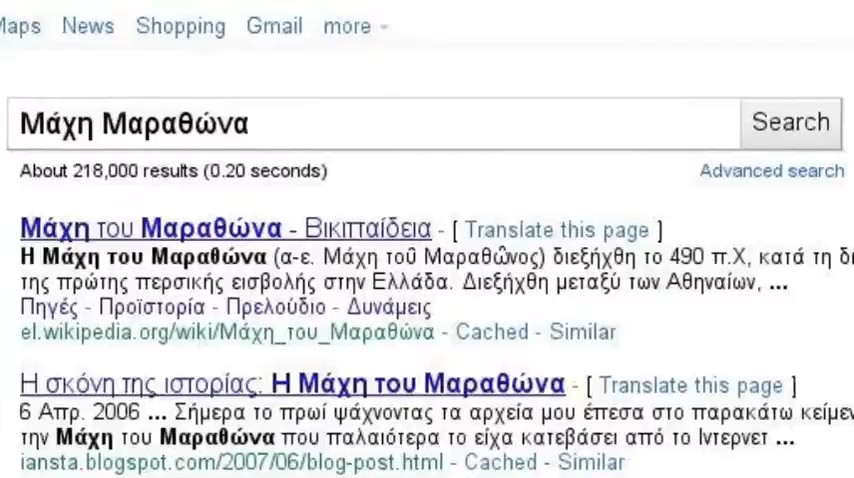 Maps News Shopping Gmail more
Μάχη Μαραθώνα Search
About 218,000 results (0.20 seconds) Advanced search
Μάχη του Μαραθώνα - Βικιπαίδεια - [ Translate this page ]
Η Μάχη του Μαραθώνα (α-ε. Μάχη τοῦ Μαραθῶνος) διεξήχθη το 490 π.Χ, κατά τη
της πρώτης περσικής εισβολής στην Ελλάδα. Διεξήχθη μεταξύ των Αθηναίων, ...
Πηγές - Προϊστορία - Πρελούδιο - Δυνάμεις
el.wikipedia.org/wiki/Μάχη_του_Μαραθώνα - Cached - Similar
Η σκόνη της ιστορίας: Η Μάχη του Μαραθώνα - [ Translate this page ]
6 Απρ. 2006 ... Σήμερα το πρωί ψάχνοντας τα αρχεία μου έπεσα στο παρακάτω
την Μάχη του Μαραθώνα που παλαιότερα το είχα κατεβάσει από το Ιντερνετ ...
iansta.blogspot.com/2007/06/blog-post.html - Cached - Similar